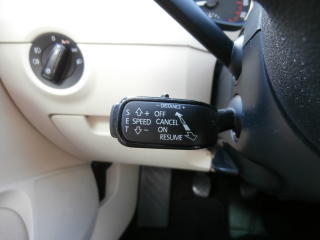 – DISTANCE +
S ⇧+ OFF
E SPEED CANCEL
T ⇩– ON
RESUME